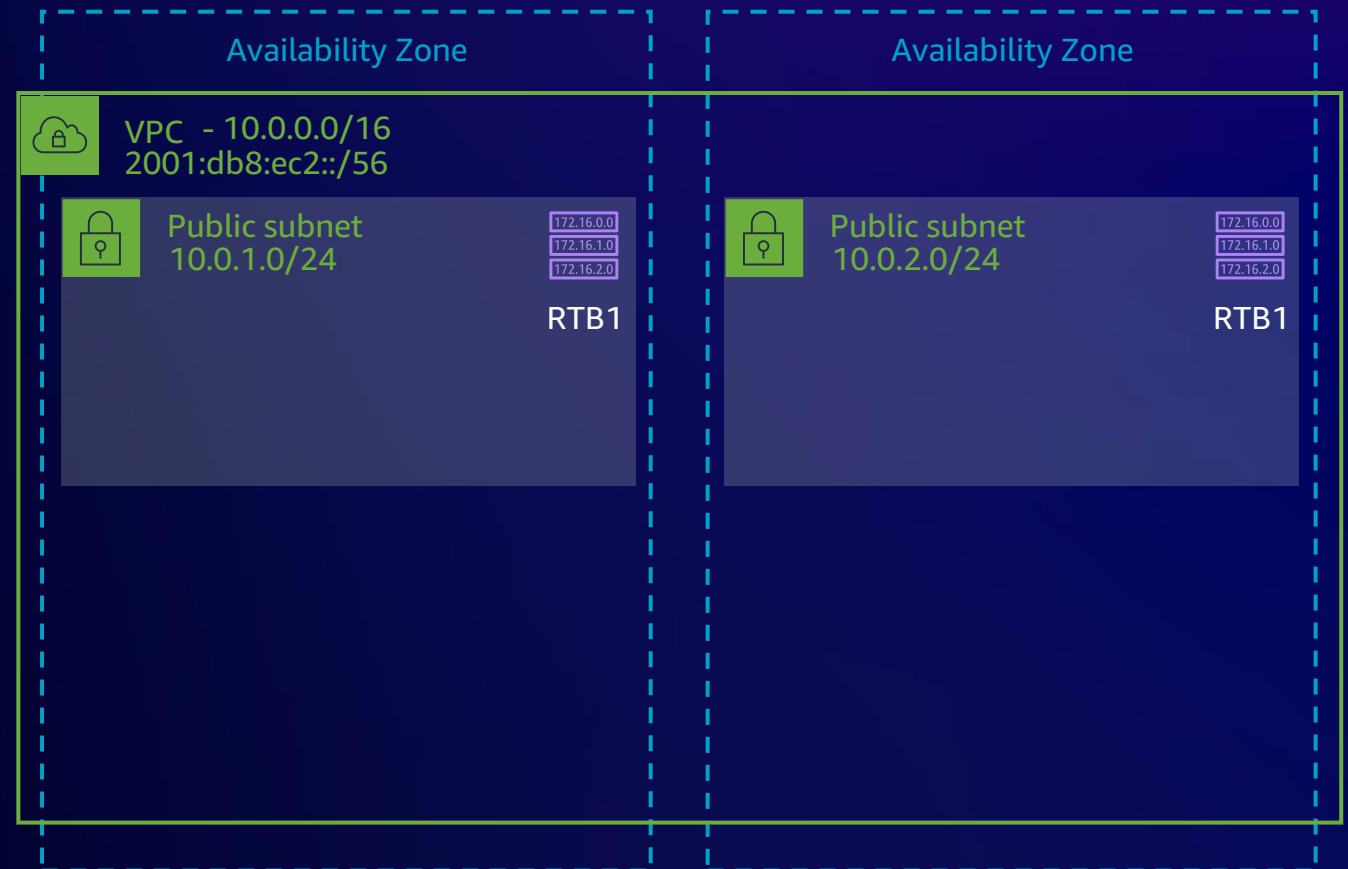 Availability Zone
Availability Zone
VPC - 10.0.0.0/16
2001:db8:ec2::/56
Public subnet
10.0.1.0/24
172.16.0.0
172.16.1.0
172.16.2.0
RTB1
Public subnet
10.0.2.0/24
172.16.0.0
172.16.1.0
172.16.2.0
RTB1